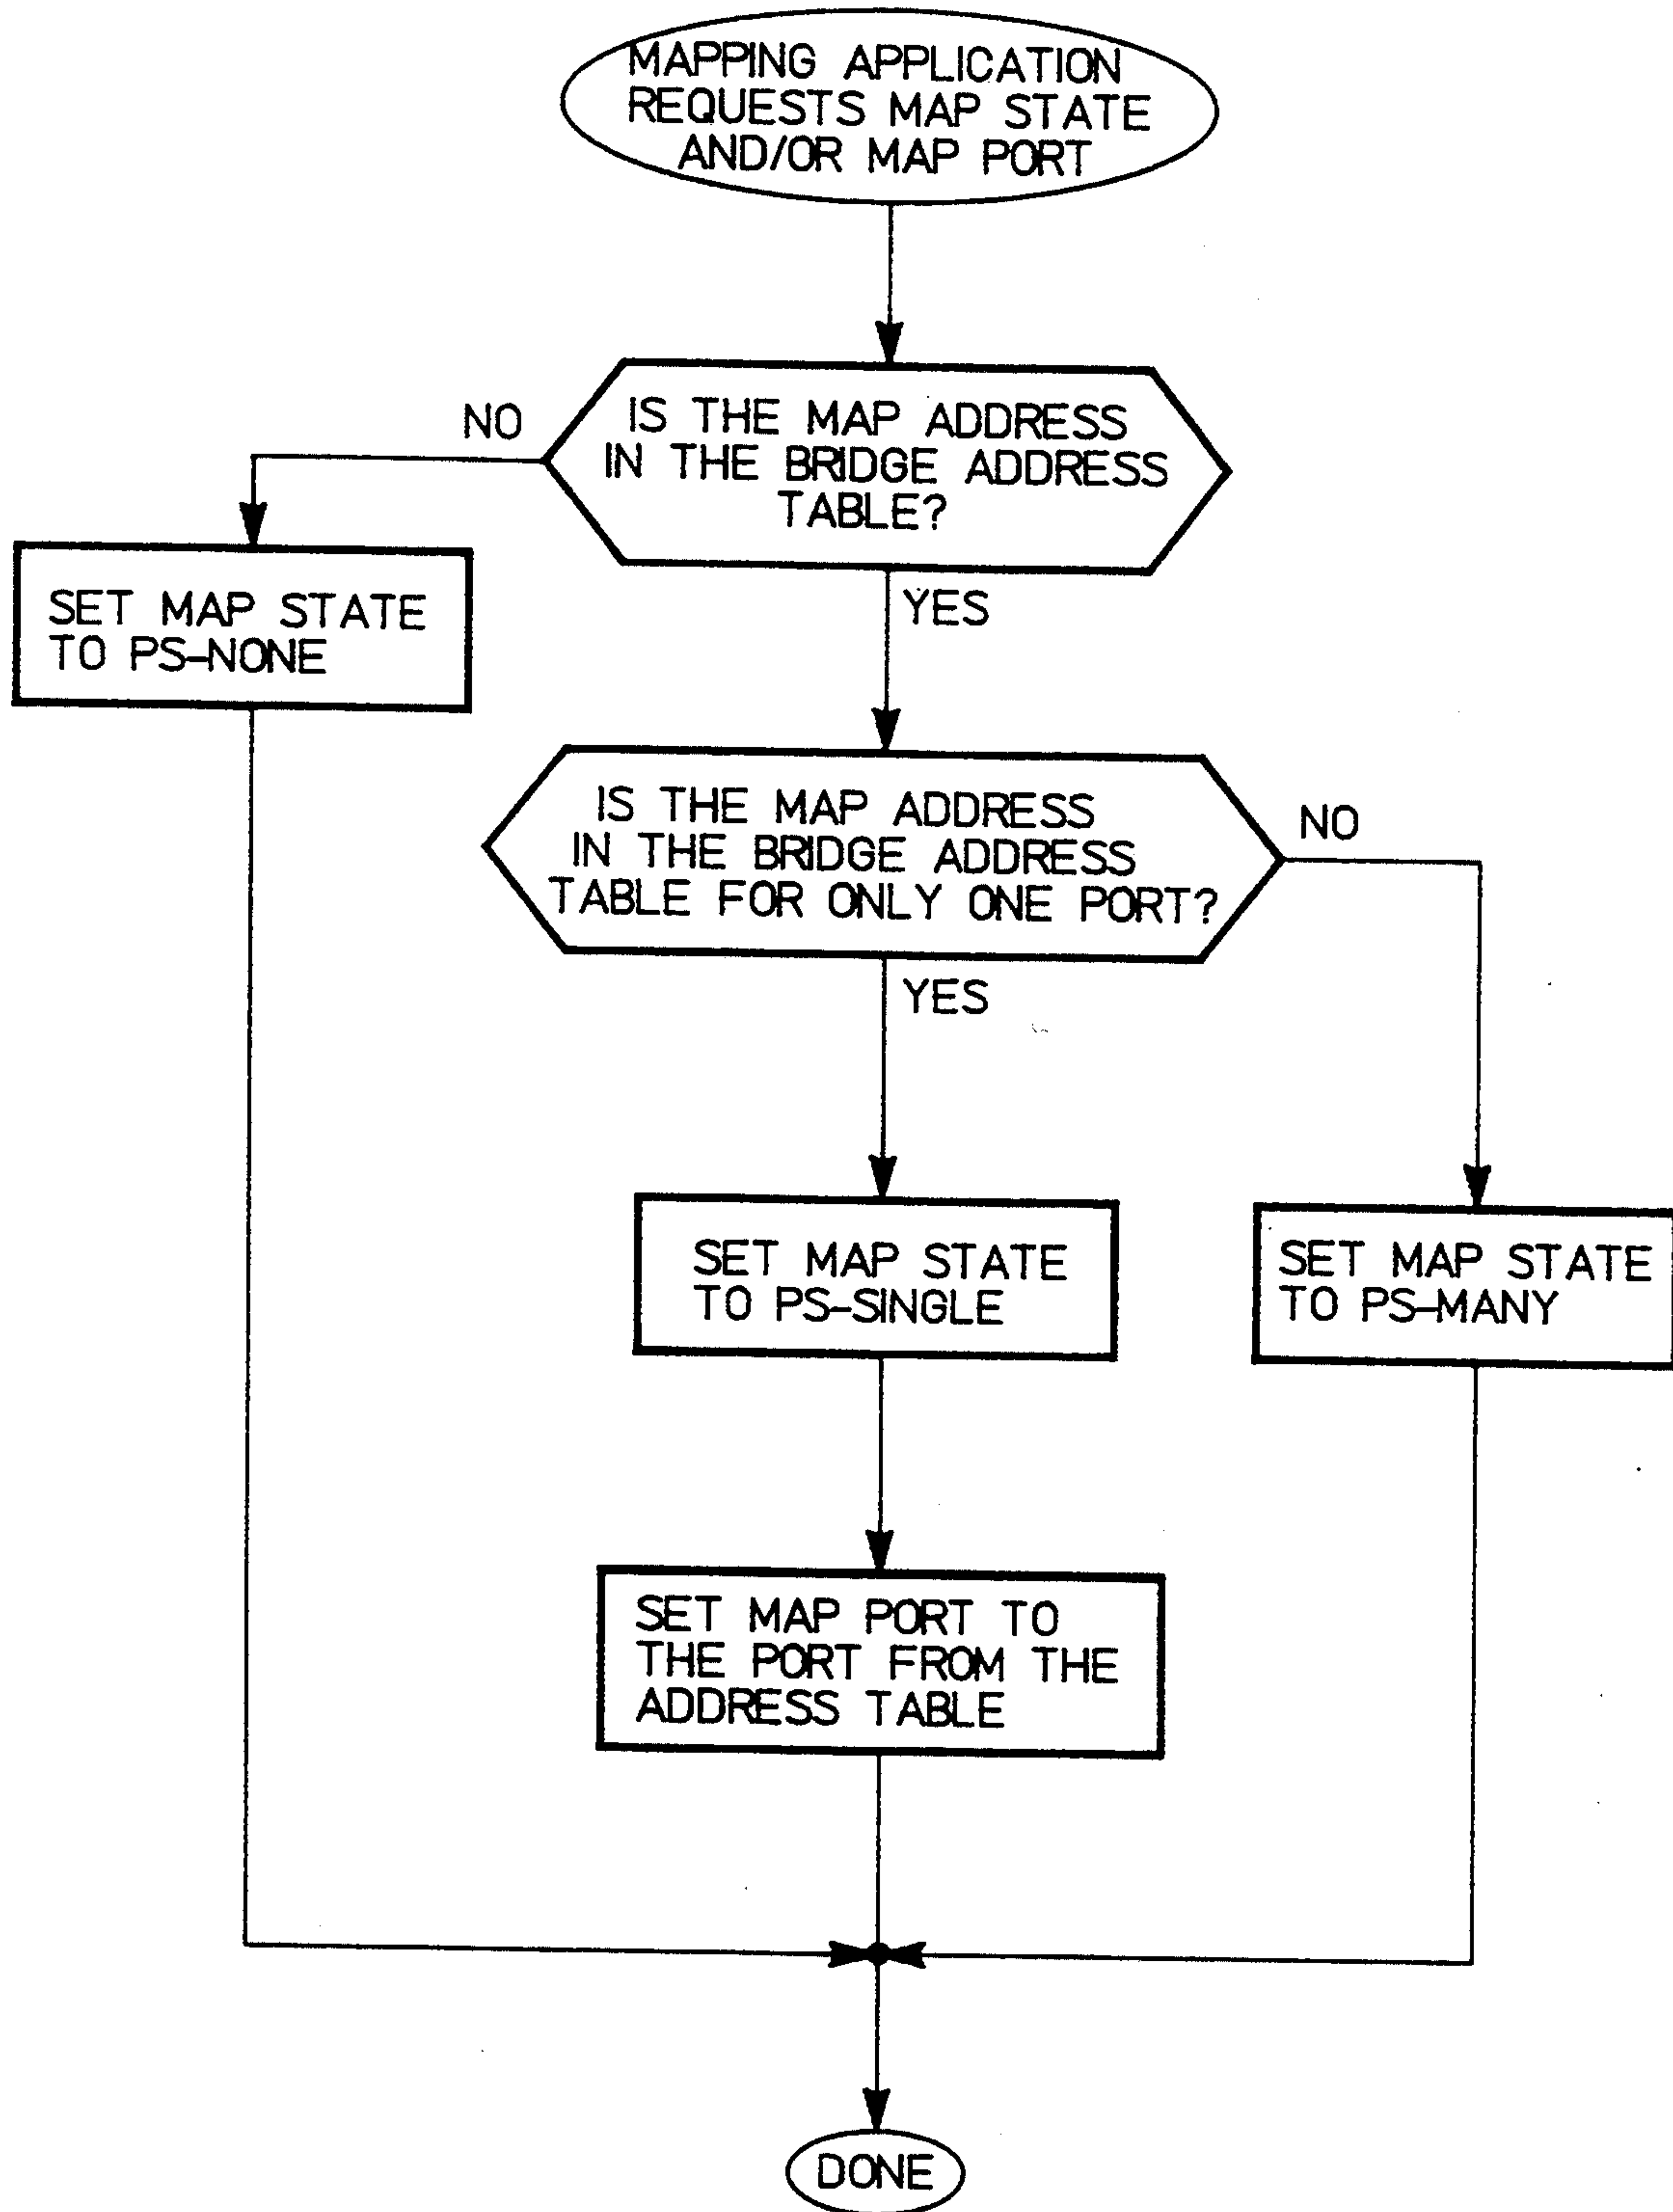 MAPPING APPLICATION
REQUESTS MAP STATE
AND/OR MAP PORT
IS THE MAP ADDRESS
IN THE BRIDGE ADDRESS
TABLE?
NO
YES
SET MAP STATE
TO PS-NONE
IS THE MAP ADDRESS
IN THE BRIDGE ADDRESS
TABLE FOR ONLY ONE PORT?
NO
YES
SET MAP STATE
TO PS-SINGLE
SET MAP STATE
TO PS-MANY
SET MAP PORT TO
THE PORT FROM THE
ADDRESS TABLE
DONE